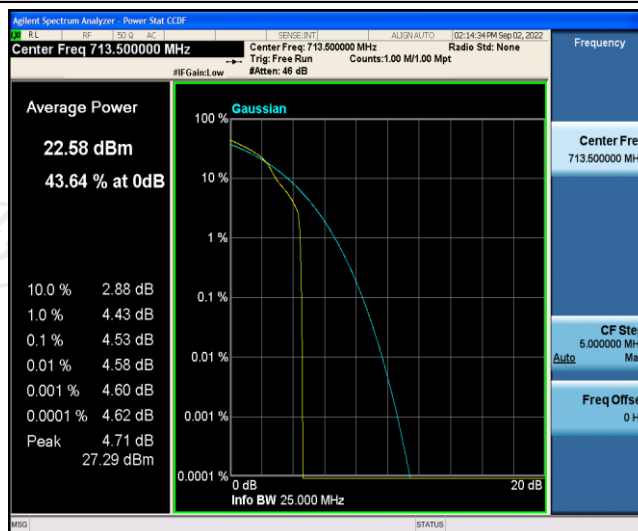 Agilent Spectrum Analyzer - Power Stat CCDF
RL RF 50 Ω AC SENSE:INT ALIGN AUTO 02:14:34PM Sep 02, 2022
Center Freq 713.500000 MHz
Center Freq: 713.500000 MHz Radio Std: None
Trig: Free Run Counts:1.00 M/1.00 Mpt
#IFGain:Low #Atten: 46 dB
Frequency
Average Power
22.58 dBm
43.64 % at 0dB
10.0 % 2.88 dB
1.0 % 4.43 dB
0.1 % 4.53 dB
0.01 % 4.58 dB
0.001 % 4.60 dB
0.0001 % 4.62 dB
Peak 4.71 dB
27.29 dBm
Gaussian
100 %
10 %
1 %
0.1 %
0.01 %
0.001 %
0.0001 %
0 dB 20 dB
Info BW 25.000 MHz
Center Fre
713.500000 MH
CF Ste
5.000000 MH
Auto Ma
Freq Offse
0 H
MSG STATUS